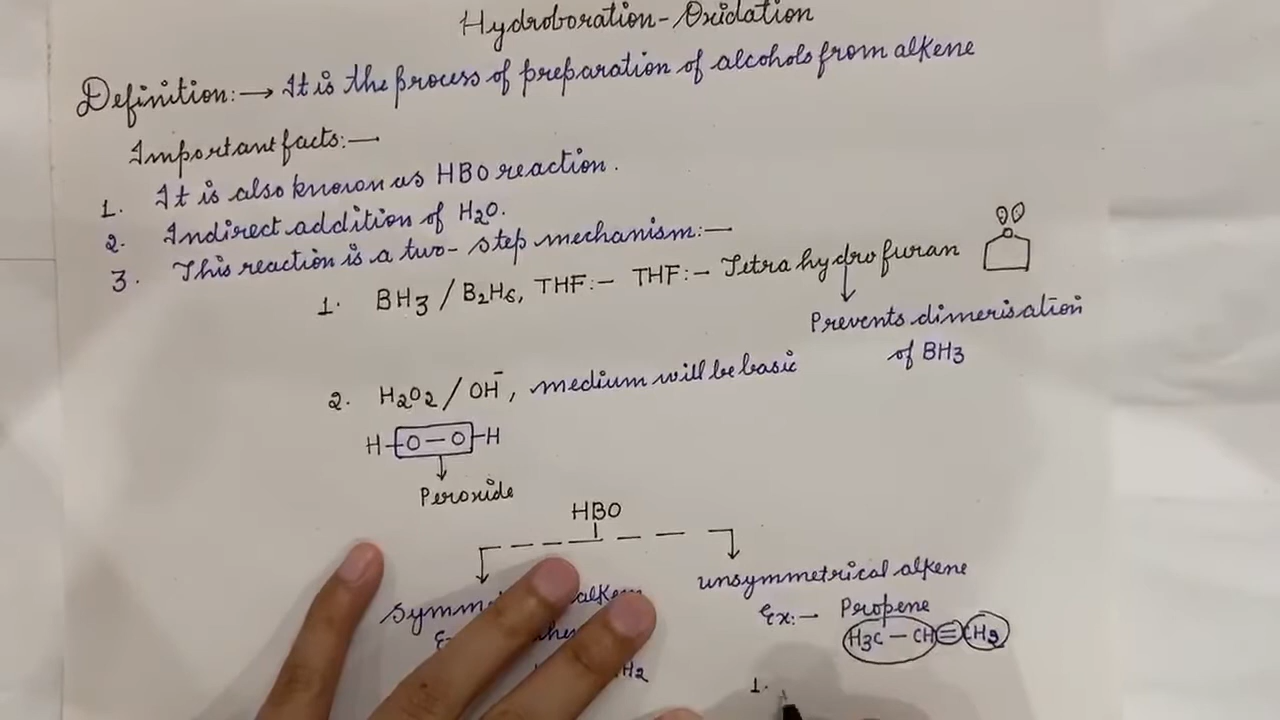 Hydroboration-Oxidation
Definition:→ It is the process of preparation of alcohols from alkene
Important facts:—
1. It is also known as HBO reaction.
2. Indirect addition of H2O.
3. This reaction is a two-step mechanism:—
1. BH3 / B2H6, THF:- THF:- Tetra hydro furan
Prevents dimerisation
of BH3
2. H2O2 / OH⁻, medium will be basic
H-O-O-H
Peroxide
HBO
unsymmetrical alkene
Ex:- Propene
H3C-CH=CH2
1.